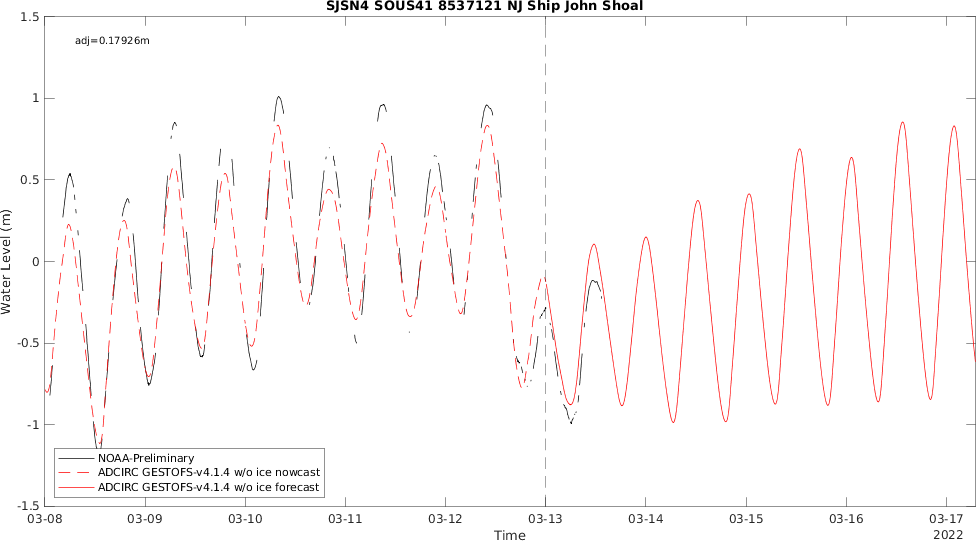 SJSN4 SOUS41 8537121 NJ Ship John Shoal
adj=0.17926m
1.5
1
0.5
0
-0.5
-1
-1.5
Water Level (m)
NOAA-Preliminary
ADCIRC GESTOFS-v4.1.4 w/o ice nowcast
ADCIRC GESTOFS-v4.1.4 w/o ice forecast
03-08 03-09 03-10 03-11 03-12 03-13 03-14 03-15 03-16 03-17
Time
2022